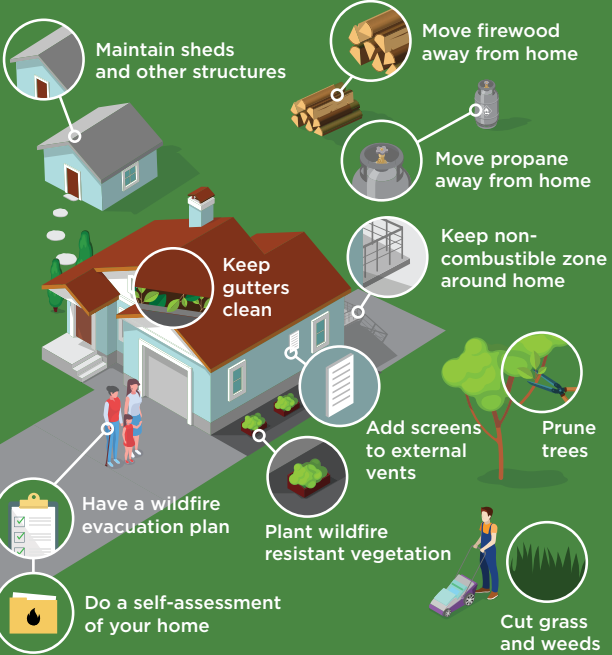 Maintain sheds
and other structures
Move firewood
away from home
Move propane
away from home
Keep non-
combustible zone
around home
Keep
gutters
clean
Add screens
to external
vents
Prune
trees
Have a wildfire
evacuation plan
Plant wildfire
resistant vegetation
Do a self-assessment
of your home
Cut grass
and weeds